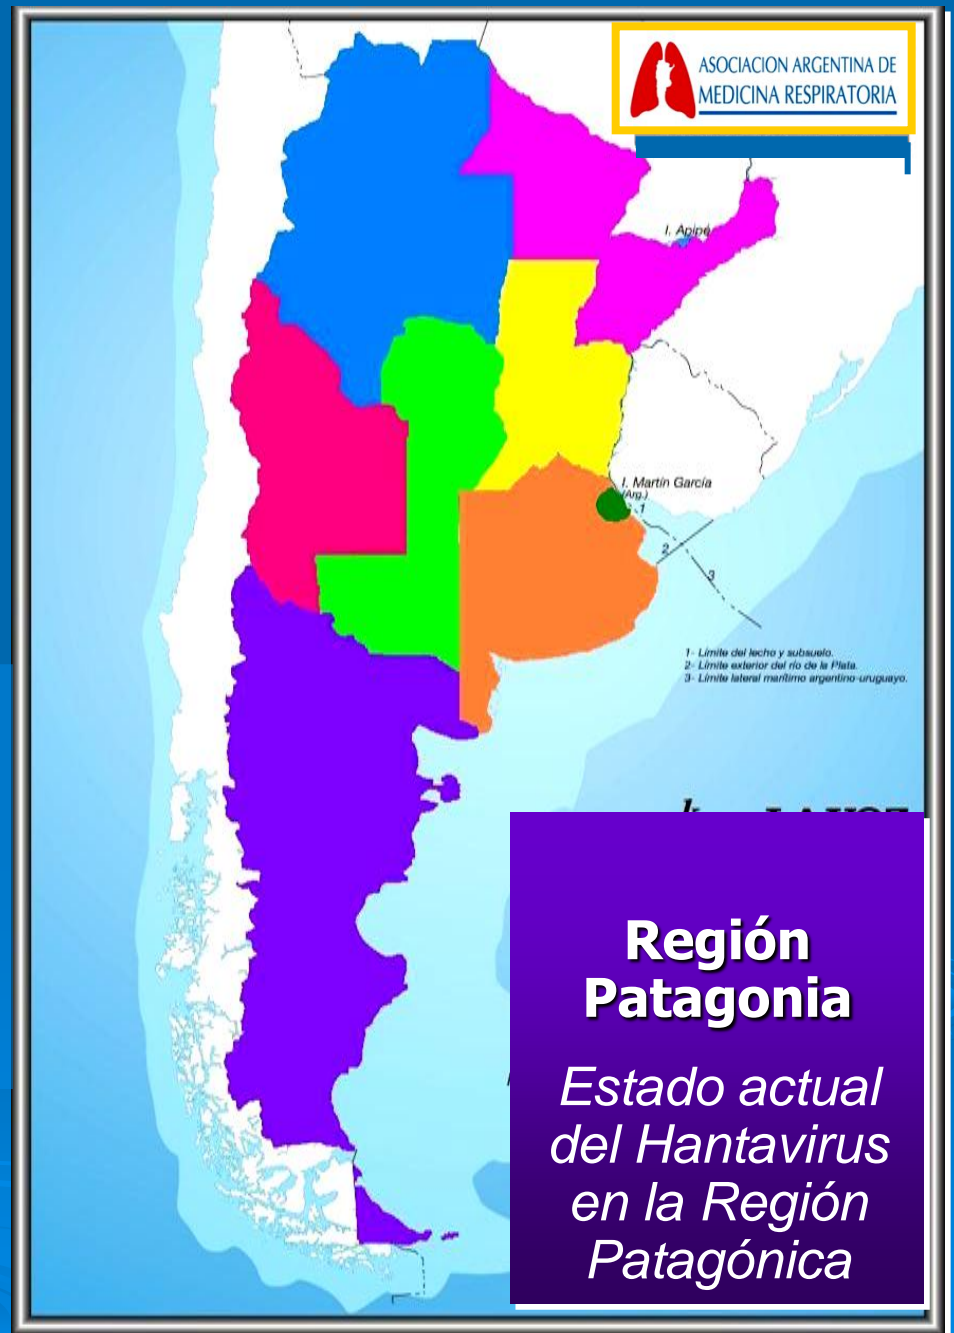 ASOCIACION ARGENTINA DE
MEDICINA RESPIRATORIA
I. Apipé
I. Martín García
(Arg.)
1
2
3
1- Límite del lecho y subsuelo.
2- Límite exterior del río de la Plata.
3- Límite lateral marítimo argentino-uruguayo.
Región
Patagonia
Estado actual
del Hantavirus
en la Región
Patagónica